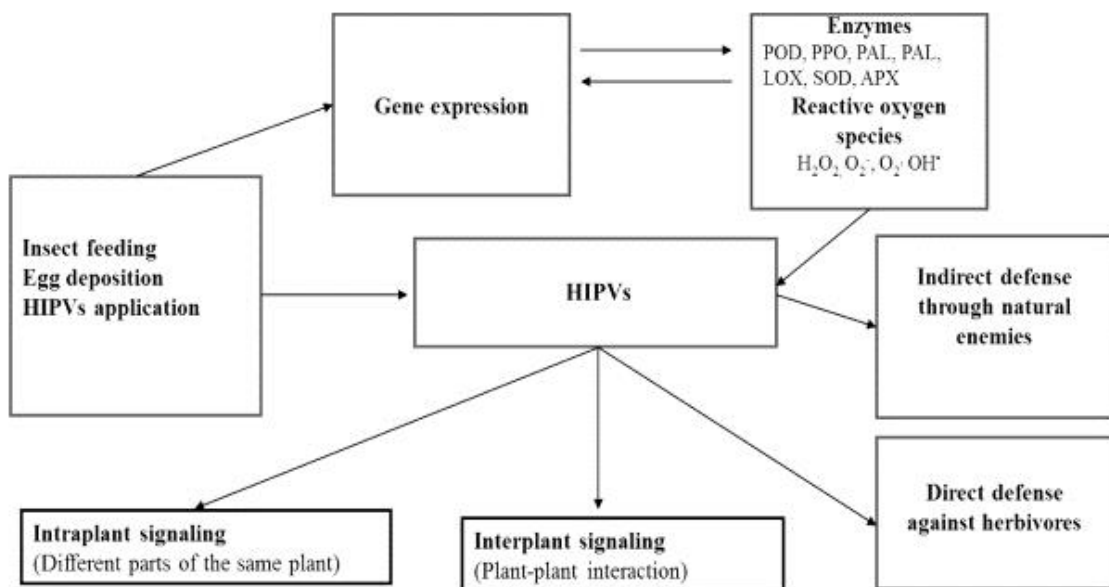 Enzymes
POD, PPO, PAL, PAL,
LOX, SOD, APX
Reactive oxygen
species
H₂O₂, O₂⁻, O₂· OH•
Gene expression
Insect feeding
Egg deposition
HIPVs application
HIPVs
Indirect defense
through natural
enemies
Direct defense
against herbivores
Intraplant signaling
(Different parts of the same plant)
Interplant signaling
(Plant-plant interaction)